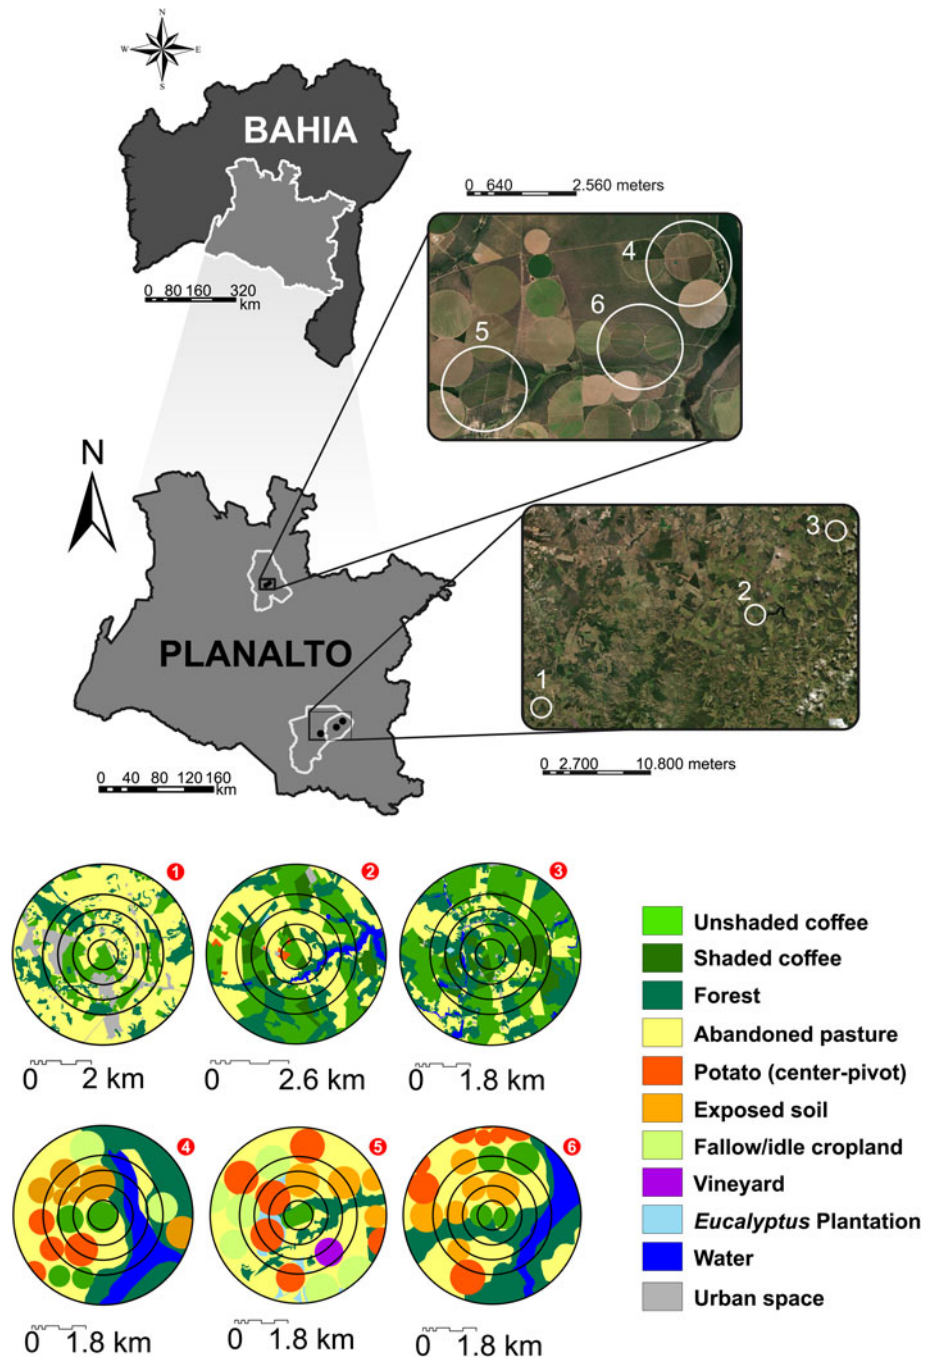 N
W E
S
BAHIA
0 80 160 320
km
0 640 2.560 meters
4
6
5
N
PLANALTO
0 40 80 120 160
km
3
2
1
0 2.700 10.800 meters
1
2
3
0 2 km
0 2.6 km
0 1.8 km
4
5
6
0 1.8 km
0 1.8 km
0 1.8 km
Unshaded coffee
Shaded coffee
Forest
Abandoned pasture
Potato (center-pivot)
Exposed soil
Fallow/idle cropland
Vineyard
Eucalyptus Plantation
Water
Urban space